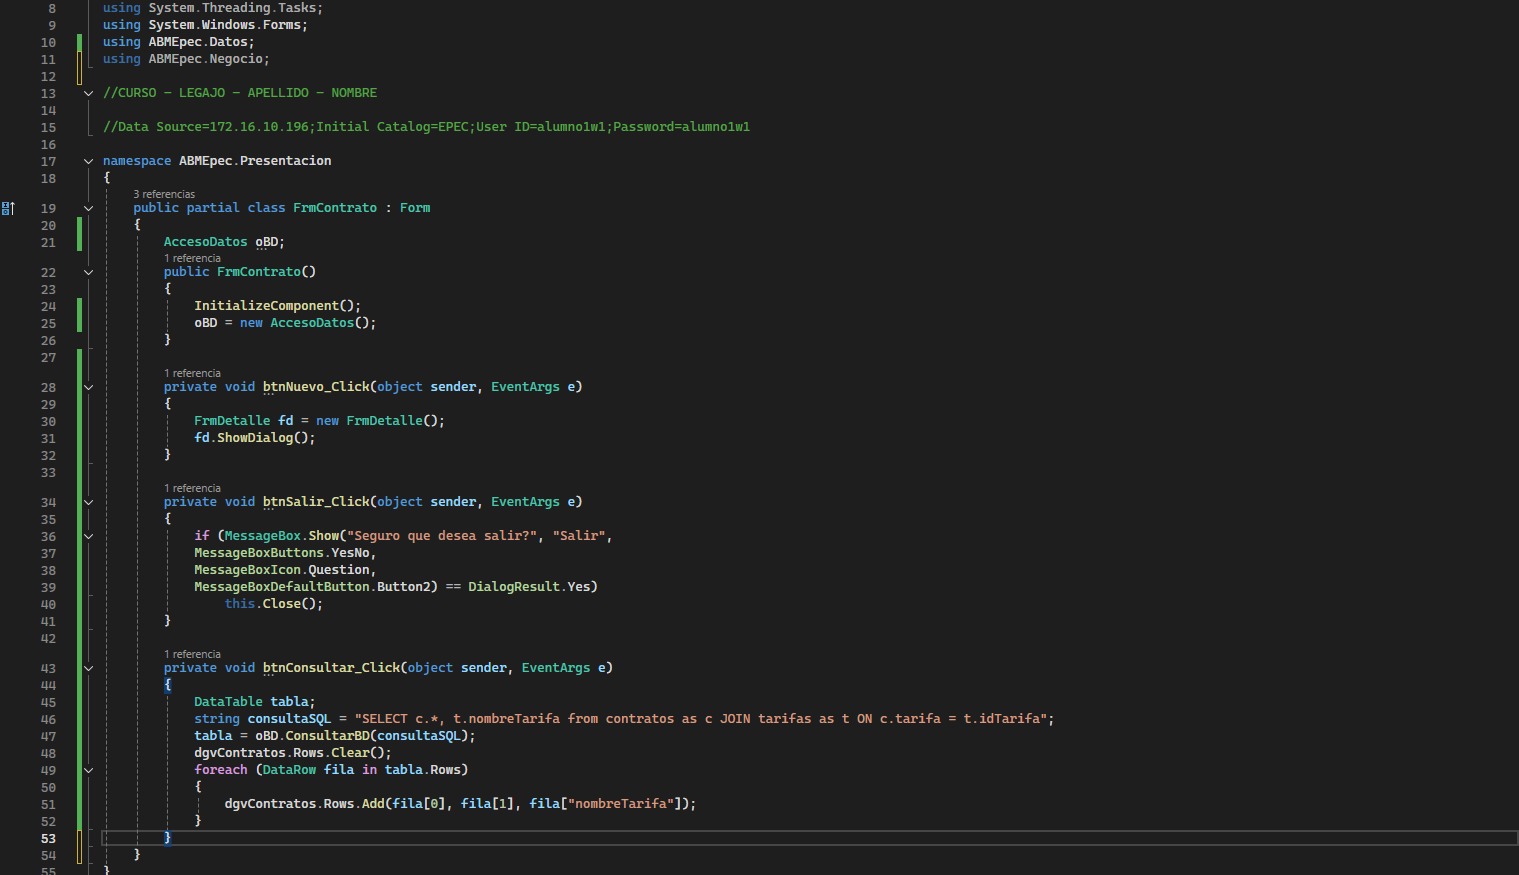 8 using System.Threading.Tasks;
9 using System.Windows.Forms;
10 using ABMEpec.Datos;
11 using ABMEpec.Negocio;
12
13 //CURSO – LEGAJO – APELLIDO – NOMBRE
14
15 //Data Source=172.16.10.196;Initial Catalog=EPEC;User ID=alumno1w1;Password=alumno1w1
16
17 namespace ABMEpec.Presentacion
18 {
3 referencias
19 public partial class FrmContrato : Form
20 {
21 AccesoDatos oBD;
1 referencia
22 public FrmContrato()
23 {
24 InitializeComponent();
25 oBD = new AccesoDatos();
26 }
27
1 referencia
28 private void btnNuevo_Click(object sender, EventArgs e)
29 {
30 FrmDetalle fd = new FrmDetalle();
31 fd.ShowDialog();
32 }
33
1 referencia
34 private void btnSalir_Click(object sender, EventArgs e)
35 {
36 if (MessageBox.Show("Seguro que desea salir?", "Salir",
37 MessageBoxButtons.YesNo,
38 MessageBoxIcon.Question,
39 MessageBoxDefaultButton.Button2) == DialogResult.Yes)
40 this.Close();
41 }
42
1 referencia
43 private void btnConsultar_Click(object sender, EventArgs e)
44 {
45 DataTable tabla;
46 string consultaSQL = "SELECT c.*, t.nombreTarifa from contratos as c JOIN tarifas as t ON c.tarifa = t.idTarifa";
47 tabla = oBD.ConsultarBD(consultaSQL);
48 dgvContratos.Rows.Clear();
49 foreach (DataRow fila in tabla.Rows)
50 {
51 dgvContratos.Rows.Add(fila[0], fila[1], fila["nombreTarifa"]);
52 }
53 }
54 }
55 }